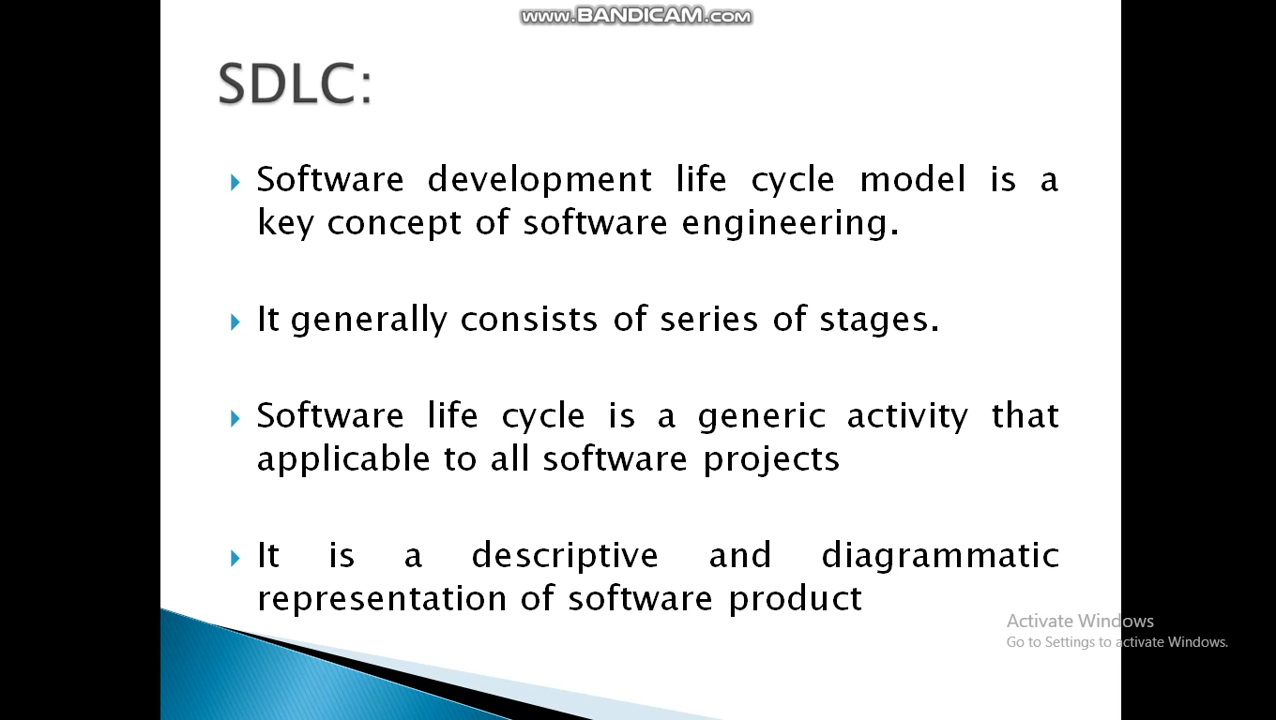 www.BANDICAM.com
SDLC:
Software development life cycle model is a
key concept of software engineering.
It generally consists of series of stages.
Software life cycle is a generic activity that
applicable to all software projects
It is a descriptive and diagrammatic
representation of software product
Activate Windows
Go to Settings to activate Windows.